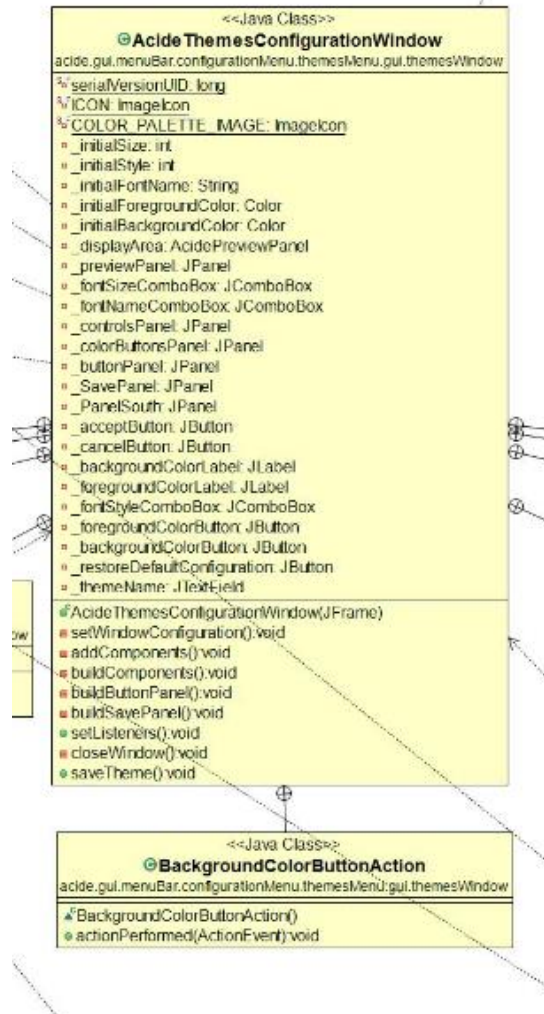 <<Java Class>>
AcideThemesConfigurationWindow
acide.gui.menuBar.configurationMenu.themesMenu.gui.themesWindow
serialVersionUID: long
ICON: ImageIcon
COLOR_PALETTE_IMAGE: ImageIcon
_initialSize: int
_initialStyle: int
_initialFontName: String
_initialForegroundColor: Color
_initialBackgroundColor: Color
_displayArea: AcidePreviewPanel
_previewPanel: JPanel
_fontSizeComboBox: JComboBox
_fontNameComboBox: JComboBox
_controlsPanel: JPanel
_colorButtonsPanel: JPanel
_buttonPanel: JPanel
_SavePanel: JPanel
_PanelSouth: JPanel
_acceptButton: JButton
_cancelButton: JButton
_backgroundColorLabel: JLabel
_foregroundColorLabel: JLabel
_fontStyleComboBox: JComboBox
_foregroundColorButton: JButton
_backgroundColorButton: JButton
_restoreDefaultConfiguration: JButton
_themeName: JTextField
AcideThemesConfigurationWindow(JFrame)
setWindowConfiguration():void
addComponents():void
buildComponents():void
buildButtonPanel():void
buildSavePanel():void
setListeners():void
closeWindow():void
saveTheme():void
ow
<<Java Class>>
BackgroundColorButtonAction
acide.gui.menuBar.configurationMenu.themesMenu.gui.themesWindow
BackgroundColorButtonAction()
actionPerformed(ActionEvent):void